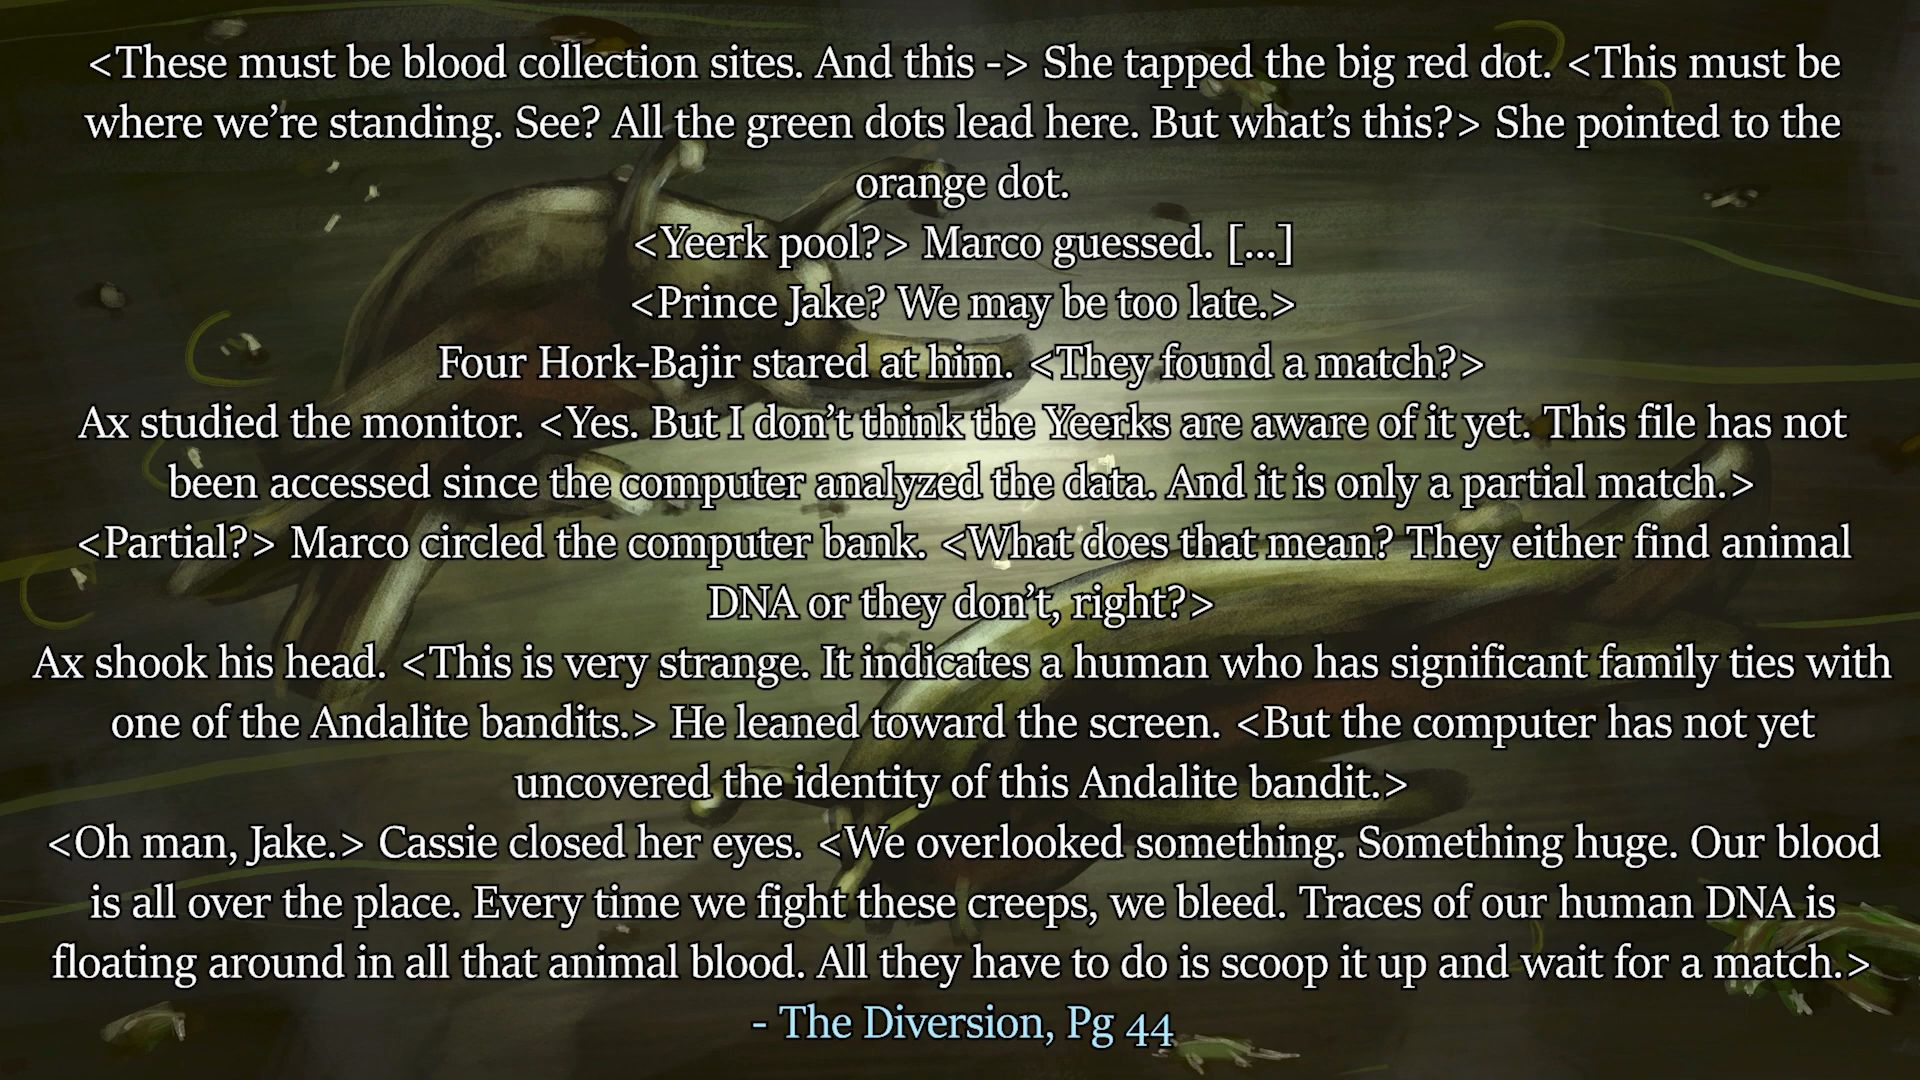 <These must be blood collection sites. And this -> She tapped the big red dot. <This must be
where we’re standing. See? All the green dots lead here. But what’s this?> She pointed to the
orange dot.
<Yeerk pool?> Marco guessed. [...]
<Prince Jake? We may be too late.>
Four Hork-Bajir stared at him. <They found a match?>
Ax studied the monitor. <Yes. But I don’t think the Yeerks are aware of it yet. This file has not
been accessed since the computer analyzed the data. And it is only a partial match.>
<Partial?> Marco circled the computer bank. <What does that mean? They either find animal
DNA or they don’t, right?>
Ax shook his head. <This is very strange. It indicates a human who has significant family ties with
one of the Andalite bandits.> He leaned toward the screen. <But the computer has not yet
uncovered the identity of this Andalite bandit.>
<Oh man, Jake.> Cassie closed her eyes. <We overlooked something. Something huge. Our blood
is all over the place. Every time we fight these creeps, we bleed. Traces of our human DNA is
floating around in all that animal blood. All they have to do is scoop it up and wait for a match.>
- The Diversion, Pg 44